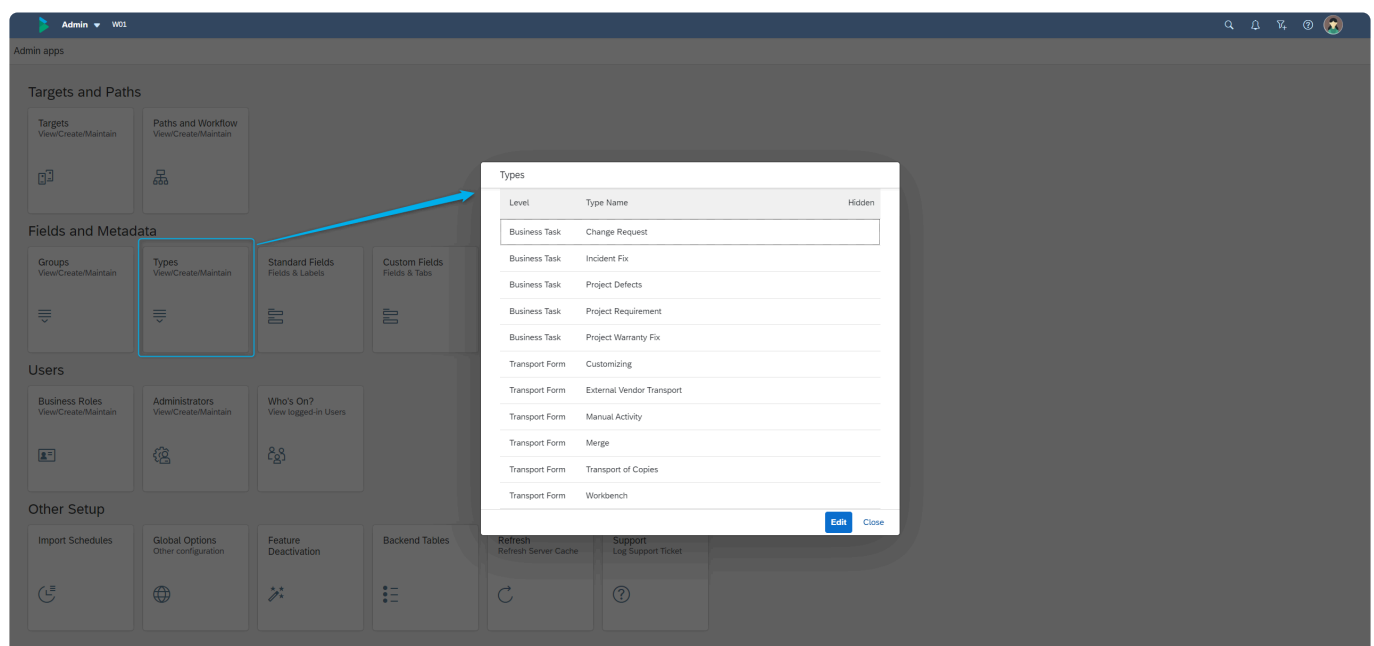 Admin W01
Admin apps
Targets and Paths
Targets
View/Create/Maintain
Paths and Workflow
View/Create/Maintain
Fields and Metadata
Groups
View/Create/Maintain
Types
View/Create/Maintain
Standard Fields
Fields & Labels
Custom Fields
Fields & Tabs
Users
Business Roles
View/Create/Maintain
Administrators
View/Create/Maintain
Who's On?
View logged-in Users
Other Setup
Import Schedules
Global Options
Other configuration
Feature
Deactivation
Backend Tables
Refresh
Refresh Server Cache
Support
Log Support Ticket
Types
Level Type Name Hidden
Business Task Change Request
Business Task Incident Fix
Business Task Project Defects
Business Task Project Requirement
Business Task Project Warranty Fix
Transport Form Customizing
Transport Form External Vendor Transport
Transport Form Manual Activity
Transport Form Merge
Transport Form Transport of Copies
Transport Form Workbench
Edit Close